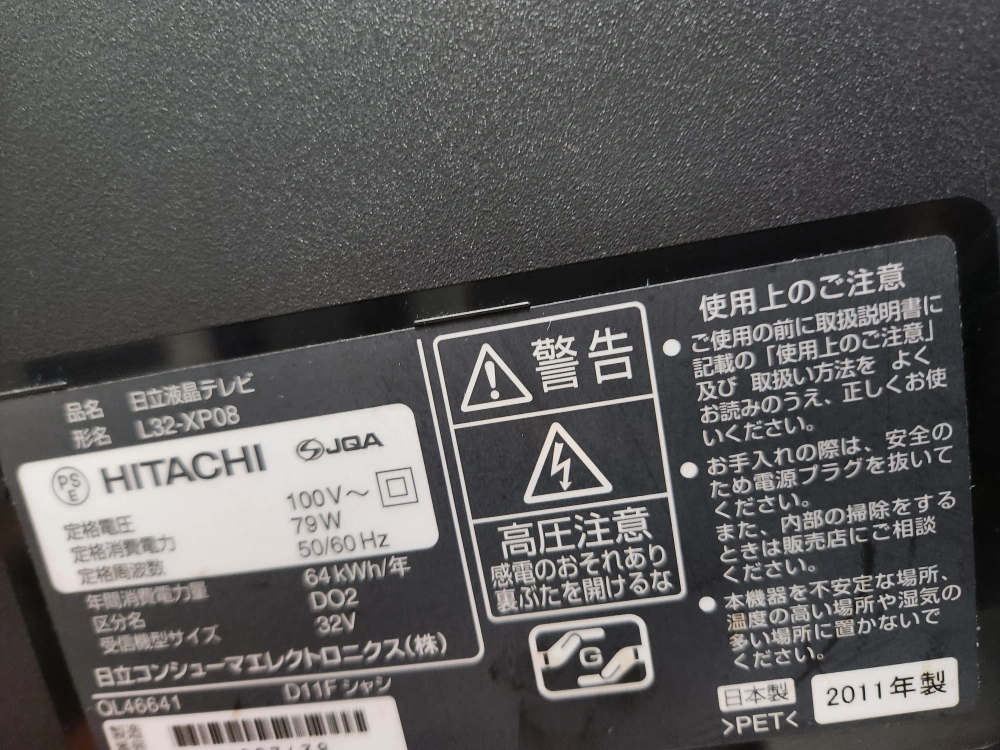 品名 日立液晶テレビ
形名 L32-XP08
PSE HITACHI JQA
定格電圧 100V～
定格消費電力 79W
定格周波数 50/60Hz
年間消費電力量 64kWh/年
区分名 DO2
受信機型サイズ 32V
日立コンシューマエレクトロニクス(株)
QL46641 D11Fシャシ
製造
警告
高圧注意
感電のおそれあり
裏ぶたを開けるな
G
使用上のご注意
●ご使用の前に取扱説明書に
記載の「使用上のご注意」
及び 取扱い方法を よく
お読みのうえ、正しくお使
いください。
●お手入れの際は、安全の
ため電源プラグを抜いて
ください。
また、内部の掃除をする
ときは販売店にご相談
ください。
●本機器を不安定な場所、
温度の高い場所や湿気の
多い場所に置かないで
ください。
日本製 2011年製
>PET<